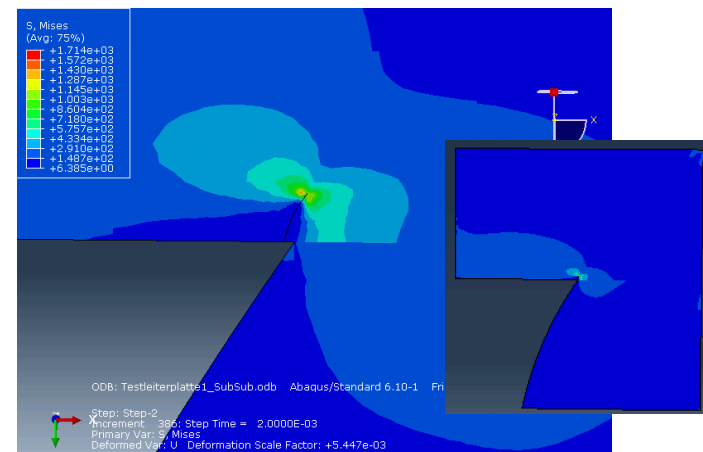 S, Mises
(Avg: 75%)
+1.714e+03
+1.572e+03
+1.430e+03
+1.287e+03
+1.145e+03
+1.003e+03
+8.604e+02
+7.180e+02
+5.757e+02
+4.334e+02
+2.910e+02
+1.487e+02
+6.385e+00
X
ODB: Testleiterplatte1_SubSub.odb Abaqus/Standard 6.10-1 Fri
X
Step: Step-2
Increment 386: Step Time = 2.0000E-03
Primary Var: S, Mises
Deformed Var: U Deformation Scale Factor: +5.447e-03